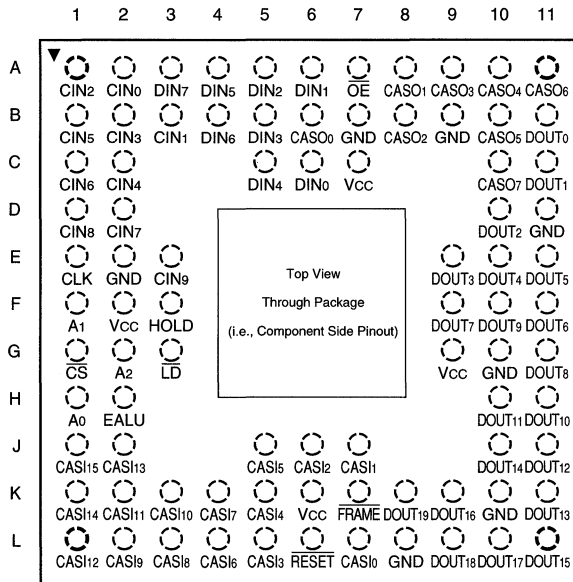 1 2 3 4 5 6 7 8 9 10 11
A
CIN2 CIN0 DIN7 DIN5 DIN2 DIN1 OE CASO1 CASO3 CASO4 CASO6
B
CIN5 CIN3 CIN1 DIN6 DIN3 CASO0 GND CASO2 GND CASO5 DOUT0
C
CIN6 CIN4 DIN4 DIN0 VCC CASO7 DOUT1
D
CIN8 CIN7 DOUT2 GND
E
CLK GND CIN9 DOUT3 DOUT4 DOUT5
Top View
Through Package
(i.e., Component Side Pinout)
F
A1 VCC HOLD DOUT7 DOUT9 DOUT6
G
CS A2 LD VCC GND DOUT8
H
A0 EALU DOUT11 DOUT10
J
CASI15 CASI13 CASI5 CASI2 CASI1 DOUT14 DOUT12
K
CASI14 CASI11 CASI10 CASI7 CASI4 VCC FRAME DOUT19 DOUT16 GND DOUT13
L
CASI12 CASI9 CASI8 CASI6 CASI3 RESET CASI0 GND DOUT18 DOUT17 DOUT15